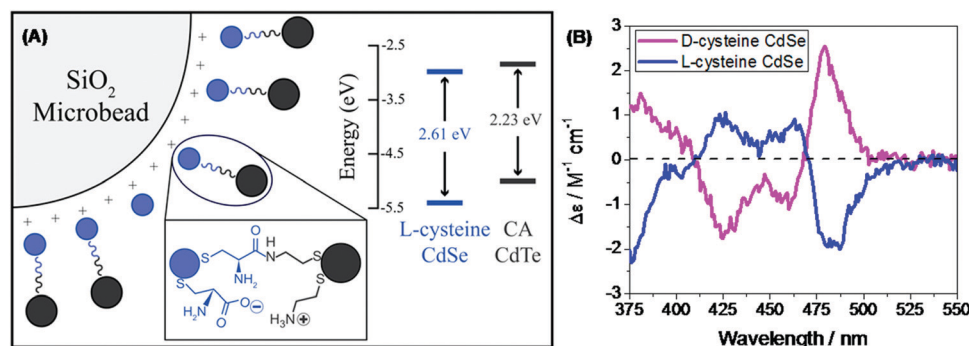 (A)
SiO2
Microbead
+ + + + + + + + + + + +
Energy (eV)
-2.5
-3.5
-4.5
-5.5
2.61 eV
2.23 eV
L-cysteine
CdSe
CA
CdTe
S
O
H
N
S
NH2
S
O
O
H2N
S
H3N
(B)
D-cysteine CdSe
L-cysteine CdSe
Δε / M-1 cm-1
3
2
1
0
-1
-2
-3
375 400 425 450 475 500 525 550
Wavelength / nm